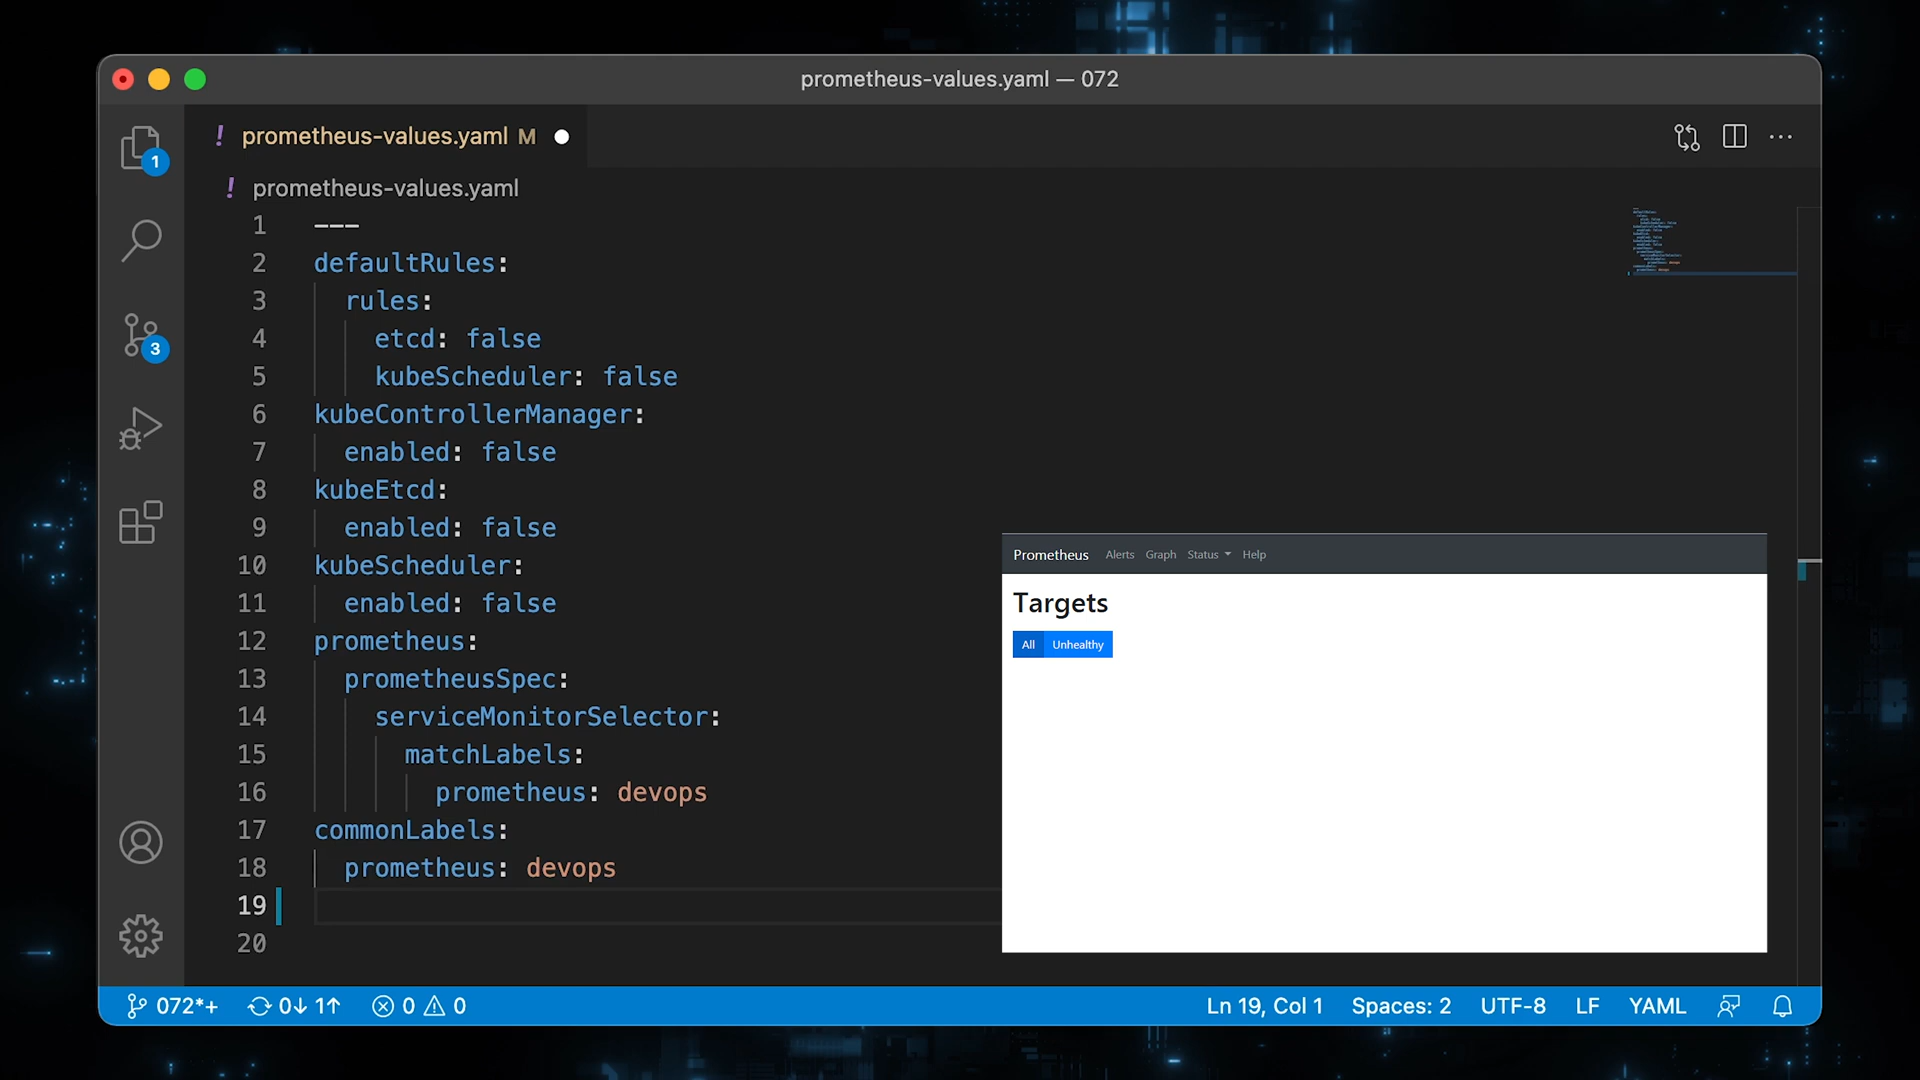 prometheus-values.yaml — 072
! prometheus-values.yaml M
! prometheus-values.yaml
1 ---
2 defaultRules:
3 rules:
4 etcd: false
5 kubeScheduler: false
6 kubeControllerManager:
7 enabled: false
8 kubeEtcd:
9 enabled: false
10 kubeScheduler:
11 enabled: false
12 prometheus:
13 prometheusSpec:
14 serviceMonitorSelector:
15 matchLabels:
16 prometheus: devops
17 commonLabels:
18 prometheus: devops
19
20
1
3
Prometheus Alerts Graph Status Help
Targets
All Unhealthy
072*+ 0↓ 1↑ 0 0 Ln 19, Col 1 Spaces: 2 UTF-8 LF YAML